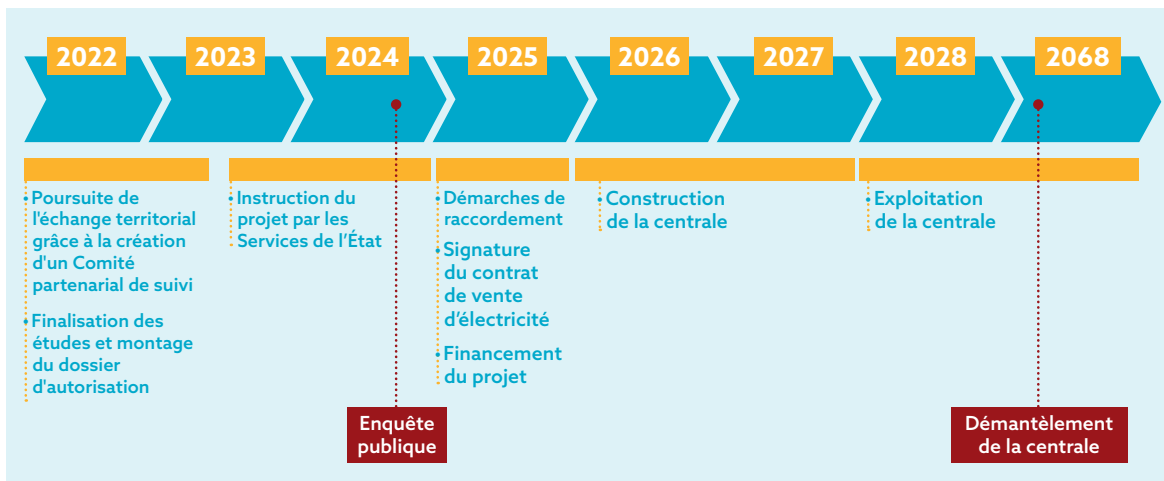 2022
2023
2024
2025
2026
2027
2028
2068
• Poursuite de
l'échange territorial
grâce à la création
d'un Comité
partenarial de suivi
• Finalisation des
études et montage
du dossier
d'autorisation
• Instruction du
projet par les
Services de l’État
• Démarches de
raccordement
• Signature
du contrat
de vente
d’électricité
• Financement
du projet
• Construction
de la centrale
• Exploitation
de la centrale
Enquête
publique
Démantèlement
de la centrale